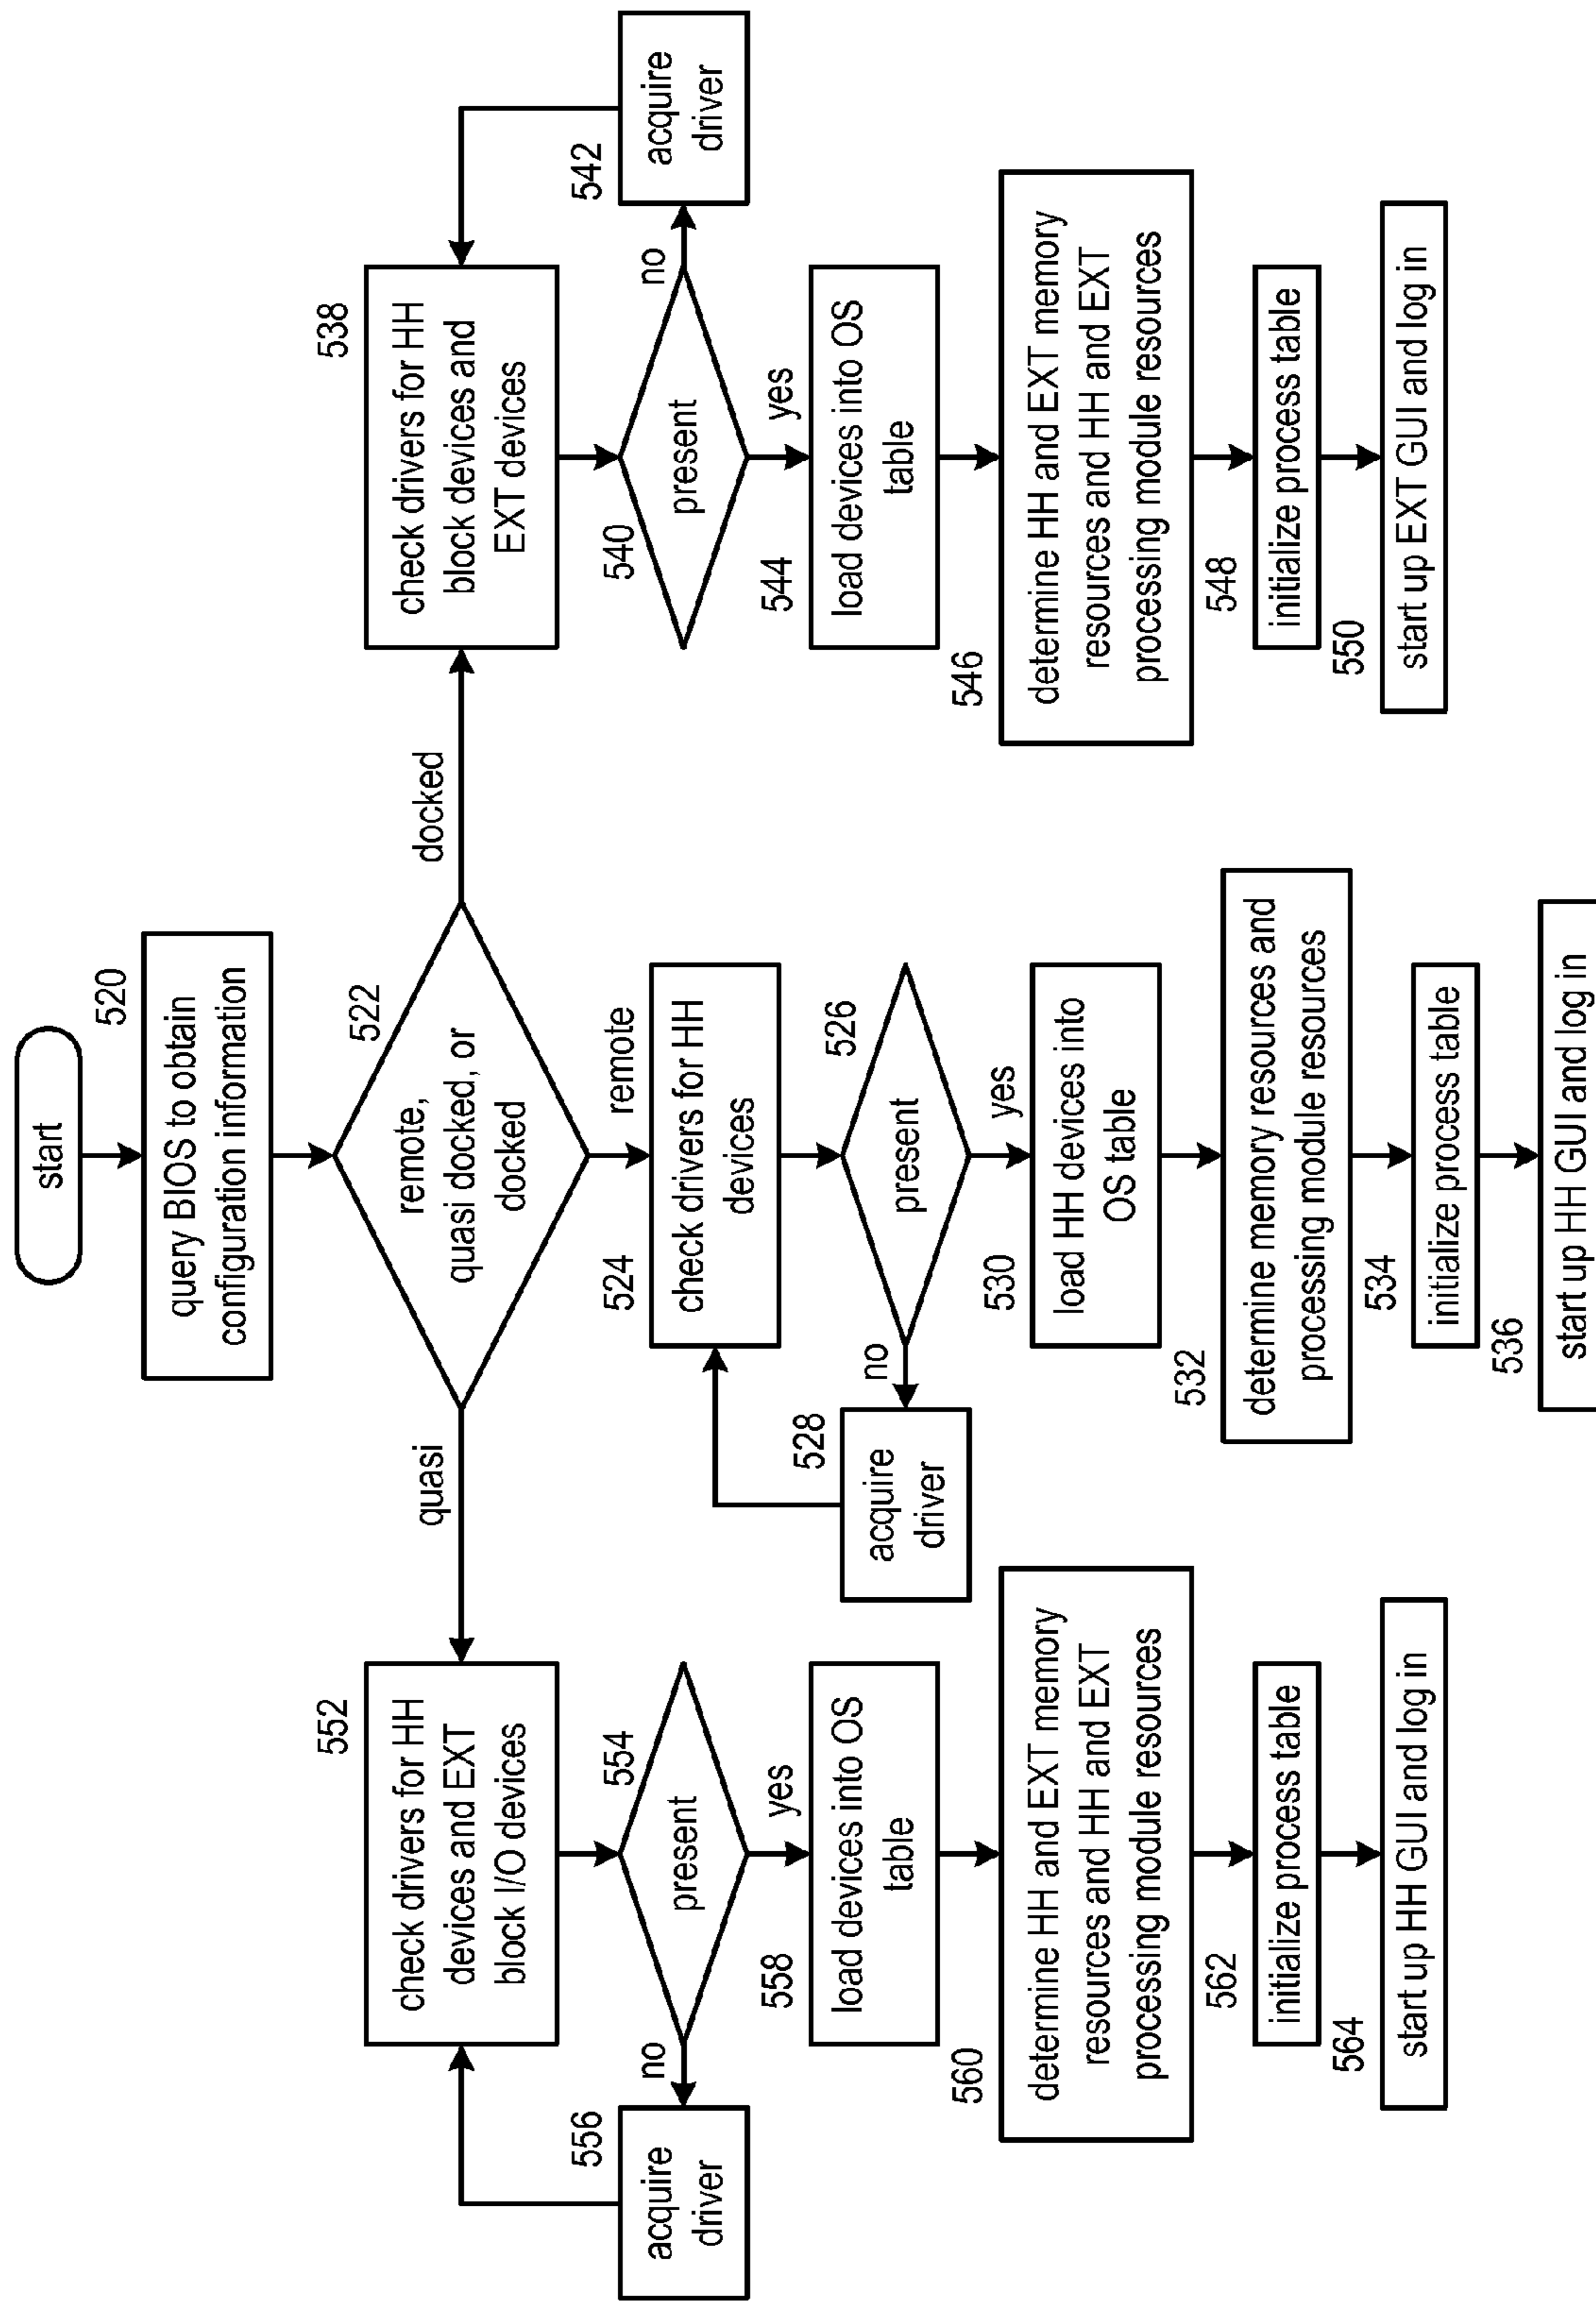 start
520
query BIOS to obtain
configuration information
522
remote,
quasi docked, or
docked
quasi
remote
docked
552
check drivers for HH
devices and EXT
block I/O devices
554
present
no
556
acquire
driver
yes
558
load devices into OS
table
560
determine HH and EXT memory
resources and HH and EXT
processing module resources
562
initialize process table
564
start up HH GUI and log in
524
check drivers for HH
devices
526
present
no
528
acquire
driver
yes
530
load HH devices into
OS table
532
determine memory resources and
processing module resources
534
initialize process table
536
start up HH GUI and log in
538
check drivers for HH
block devices and
EXT devices
540
present
no
542
acquire
driver
yes
544
load devices into OS
table
546
determine HH and EXT memory
resources and HH and EXT
processing module resources
548
initialize process table
550
start up EXT GUI and log in